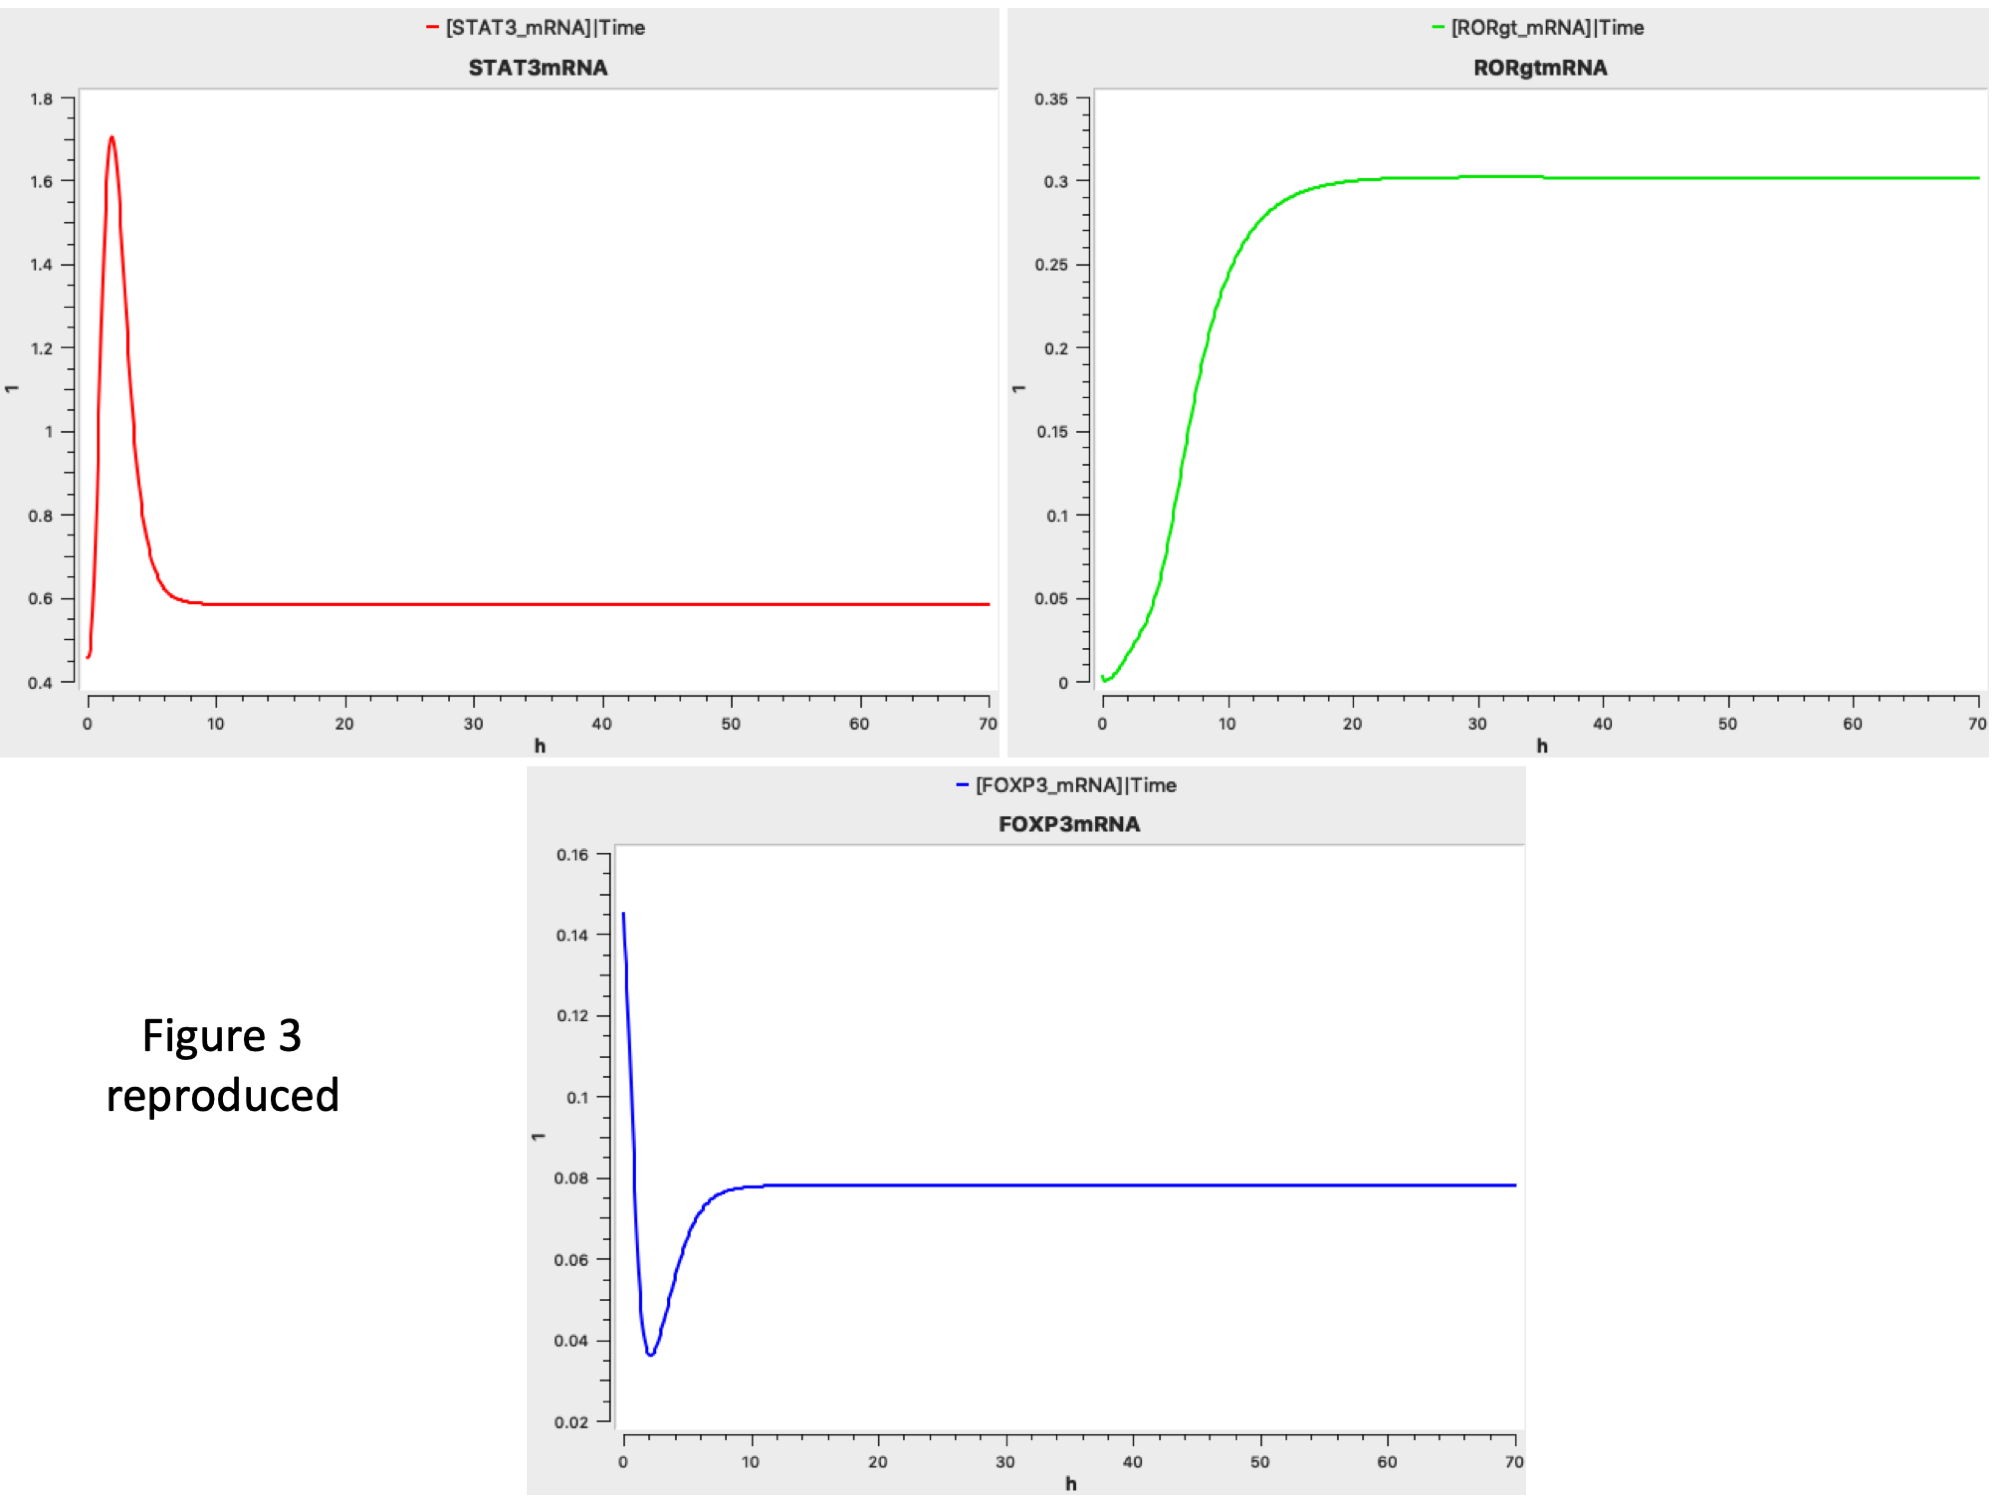 [STAT3_mRNA]|Time
STAT3mRNA
1.8
1.6
1.4
1.2
1
0.8
0.6
0.4
1
0 10 20 30 40 50 60 70
h
[RORgt_mRNA]|Time
RORgtmRNA
0.35
0.3
0.25
0.2
0.15
0.1
0.05
0
1
0 10 20 30 40 50 60 70
h
Figure 3
reproduced
[FOXP3_mRNA]|Time
FOXP3mRNA
0.16
0.14
0.12
0.1
0.08
0.06
0.04
0.02
1
0 10 20 30 40 50 60 70
h